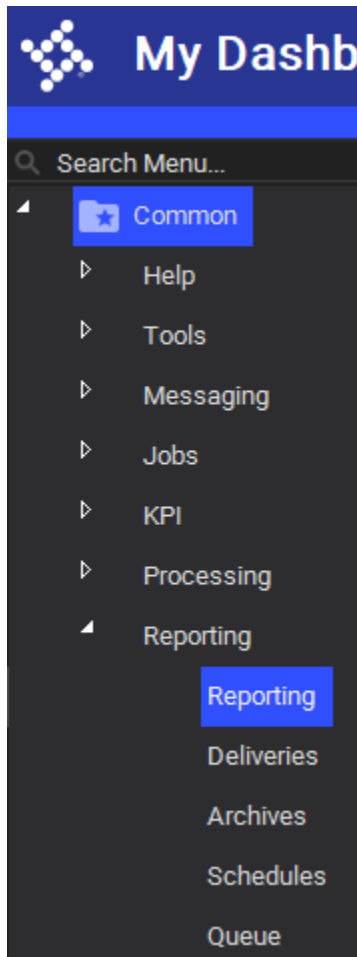 My Dashb
Search Menu...
Common
Help
Tools
Messaging
Jobs
KPI
Processing
Reporting
Reporting
Deliveries
Archives
Schedules
Queue